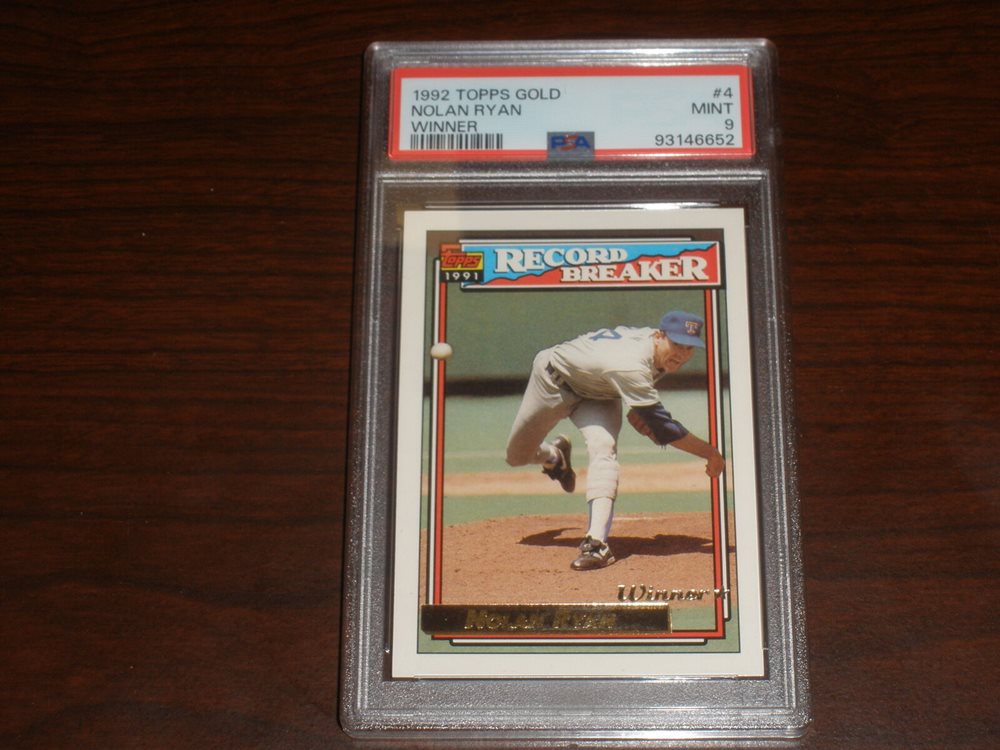 1992 TOPPS GOLD #4
NOLAN RYAN MINT
WINNER 9
PSA 93146652
Topps RECORD
1991 BREAKER
T
Winner
NOLAN RYAN